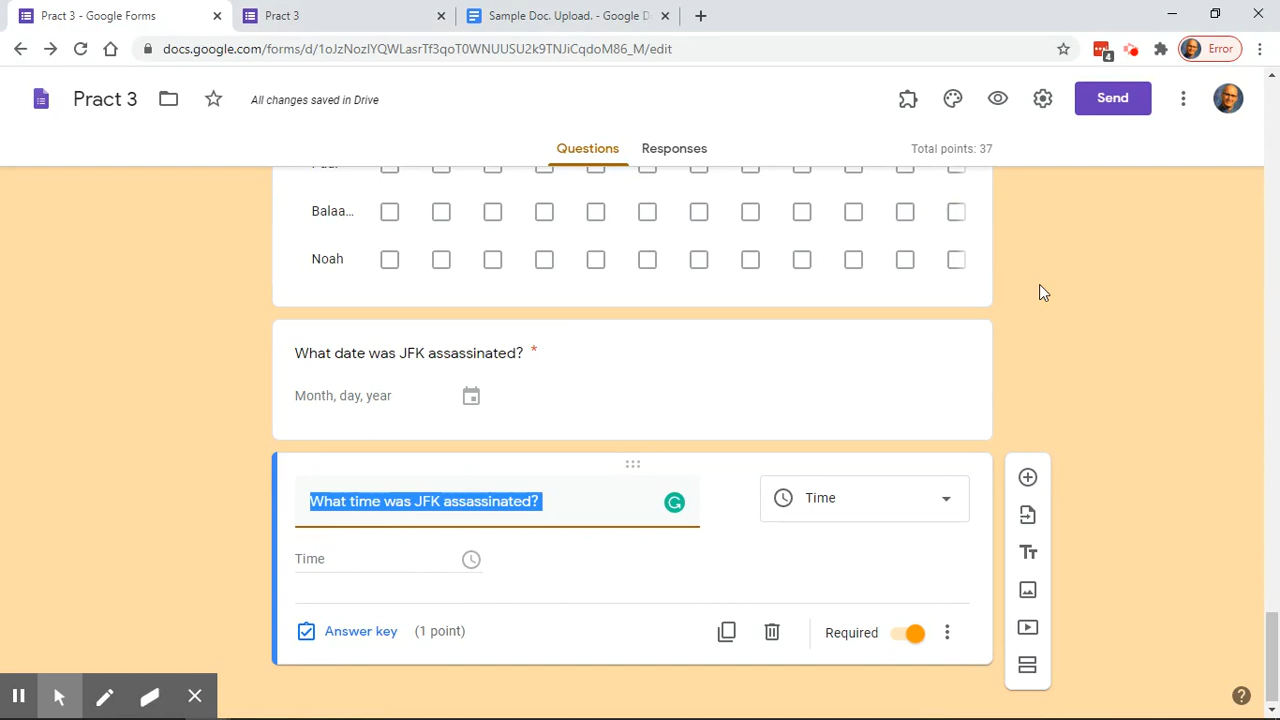 Pract 3 - Google Forms
Pract 3
Sample Doc. Upload. - Google D
docs.google.com/forms/d/1oJzNozIYQWLasrTf3qoT0WNUUSU2k9TNJiCqdoM86_M/edit
4
Error
Pract 3
All changes saved in Drive
Send
Questions
Responses
Total points: 37
Balaa...
Noah
What date was JFK assassinated? *
Month, day, year
What time was JFK assassinated?
Time
Time
Answer key (1 point)
Required